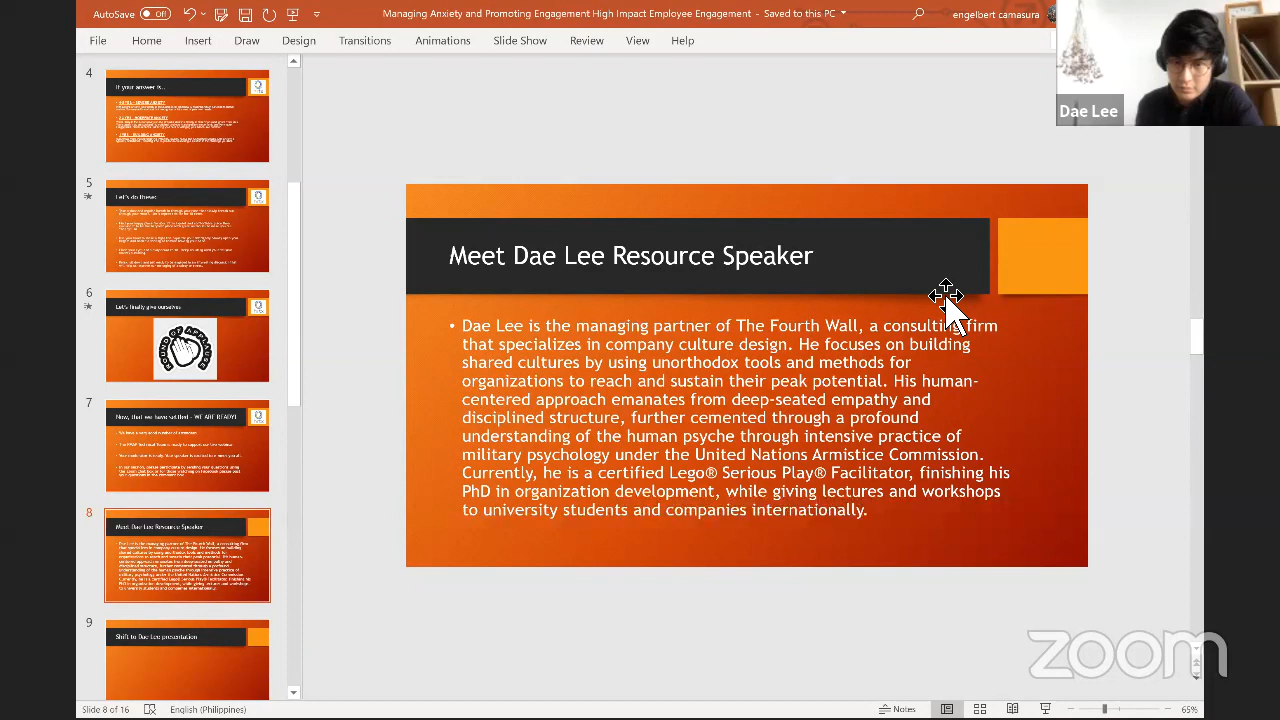 AutoSave Off
Managing Anxiety and Promoting Engagement High Impact Employee Engagement - Saved to this PC
engelbert camasura
File Home Insert Draw Design Transitions Animations Slide Show Review View Help
Dae Lee
4
If your answer is..
5
Let's do these:
6
Let's finally give ourselves
ROUND OF APPLAUSE
7
Now, that we have settled - WE ARE READY!
8
Meet Dae Lee Resource Speaker
9
Shift to Dae Lee presentation
Meet Dae Lee Resource Speaker
• Dae Lee is the managing partner of The Fourth Wall, a consulting firm
that specializes in company culture design. He focuses on building
shared cultures by using unorthodox tools and methods for
organizations to reach and sustain their peak potential. His human-
centered approach emanates from deep-seated empathy and
disciplined structure, further cemented through a profound
understanding of the human psyche through intensive practice of
military psychology under the United Nations Armistice Commission.
Currently, he is a certified Lego® Serious Play® Facilitator, finishing his
PhD in organization development, while giving lectures and workshops
to university students and companies internationally.
zoom
Slide 8 of 16 English (Philippines) Notes 65%